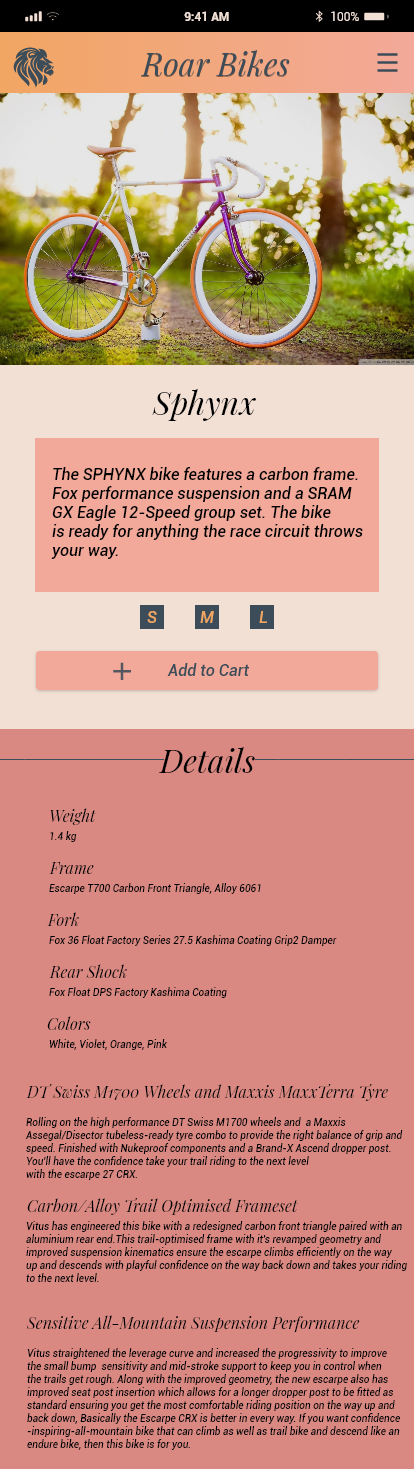 9:41 AM
100%
Roar Bikes
Sphynx
The SPHYNX bike features a carbon frame.
Fox performance suspension and a SRAM
GX Eagle 12-Speed group set. The bike
is ready for anything the race circuit throws
your way.
S M L
+ Add to Cart
Details
Weight
1.4 kg
Frame
Escarpe T700 Carbon Front Triangle, Alloy 6061
Fork
Fox 36 Float Factory Series 27.5 Kashima Coating Grip2 Damper
Rear Shock
Fox Float DPS Factory Kashima Coating
Colors
White, Violet, Orange, Pink
DT Swiss M1700 Wheels and Maxxis MaxxTerra Tyre
Rolling on the high performance DT Swiss M1700 wheels and  a Maxxis
Assegal/Disector tubeless-ready tyre combo to provide the right balance of grip and
speed. Finished with Nukeproof components and a Brand-X Ascend dropper post.
You'll have the confidence take your trail riding to the next level
with the escarpe 27 CRX.
Carbon/Alloy Trail Optimised Frameset
Vitus has engineered this bike with a redesigned carbon front triangle paired with an
aluminium rear end.This trail-optimised frame with it's revamped geometry and
improved suspension kinematics ensure the escarpe climbs efficiently on the way
up and descends with playful confidence on the way back down and takes your riding
to the next level.
Sensitive All-Mountain Suspension Performance
Vitus straightened the leverage curve and increased the progressivity to improve
the small bump  sensitivity and mid-stroke support to keep you in control when
the trails get rough. Along with the improved geometry, the new escarpe also has
improved seat post insertion which allows for a longer dropper post to be fitted as
standard ensuring you get the most comfortable riding position on the way up and
back down, Basically the Escarpe CRX is better in every way. If you want confidence
-inspiring-all-mountain bike that can climb as well as trail bike and descend like an
endure bike, then this bike is for you.